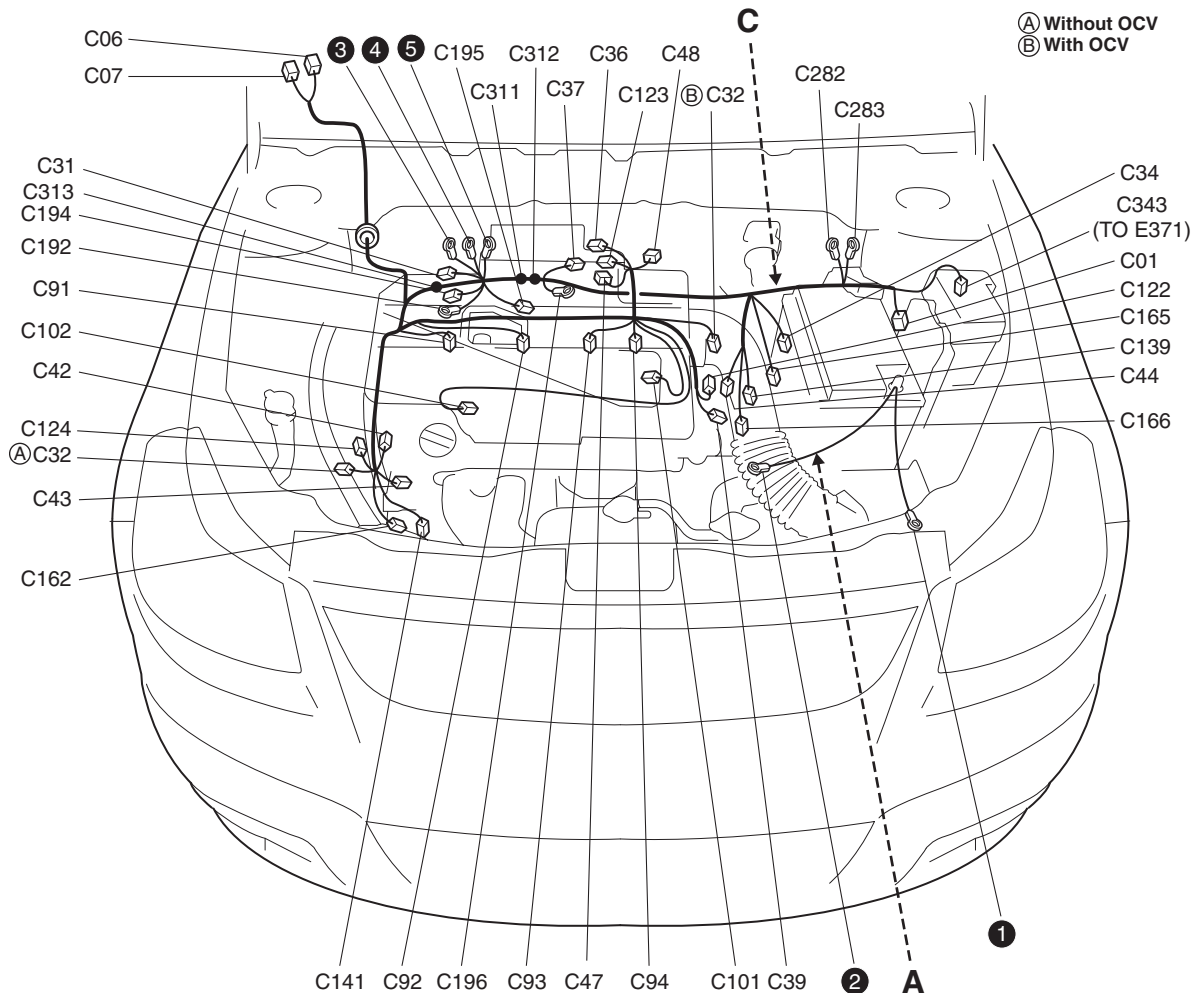 C
Ⓐ Without OCV
Ⓑ With OCV
C06
C07
3 4 5 C195 C312 C36 C48
C311 C37 C123 Ⓑ C32
C282
C283
C31
C313
C194
C192
C91
C102
C42
C124
Ⓐ C32
C43
C162
C34
C343
(TO E371)
C01
C122
C165
C139
C44
C166
1
C141 C92 C196 C93 C47 C94 C101 C39 2 A